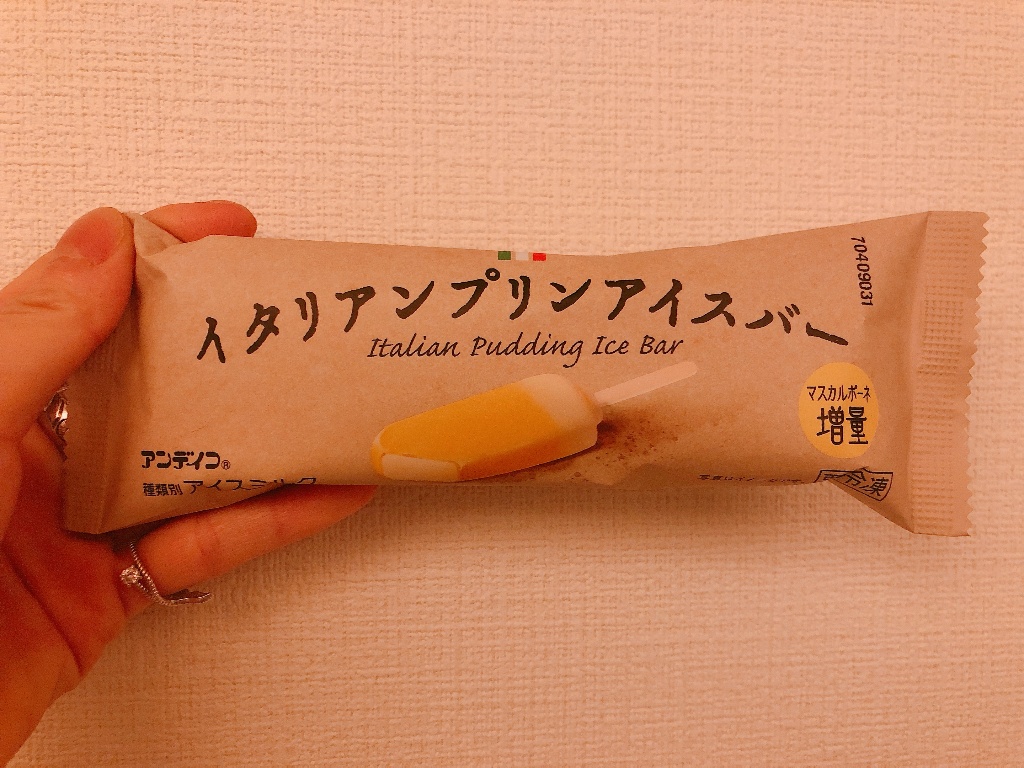 70409031
イタリアンプリンアイスバー
Italian Pudding Ice Bar
マスカルポーネ
増量
アンデイコ®
種類別 アイスミルク
冷凍